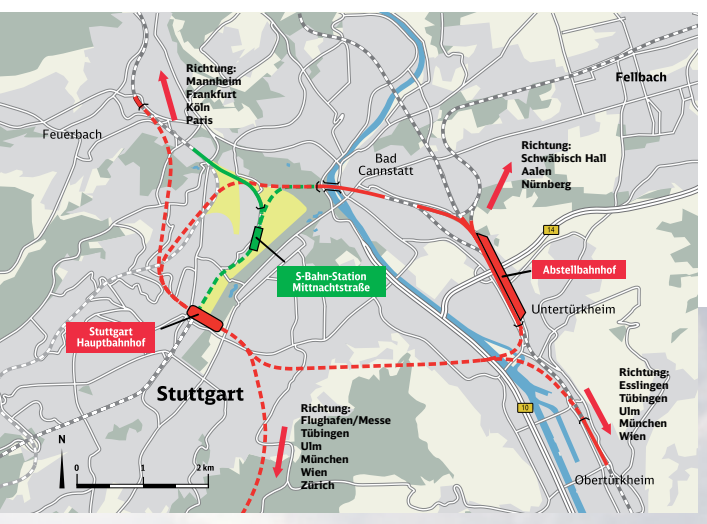 Richtung:
Mannheim
Frankfurt
Köln
Paris
Fellbach
Feuerbach
Bad
Cannstatt
Richtung:
Schwäbisch Hall
Aalen
Nürnberg
14
S-Bahn-Station
Mittnachtstraße
Abstellbahnhof
Untertürkheim
Stuttgart
Hauptbahnhof
Stuttgart
Richtung:
Esslingen
Tübingen
Ulm
München
Wien
10
Richtung:
Flughafen/Messe
Tübingen
Ulm
München
Wien
Zürich
N
0 1 2 km
Obertürkheim